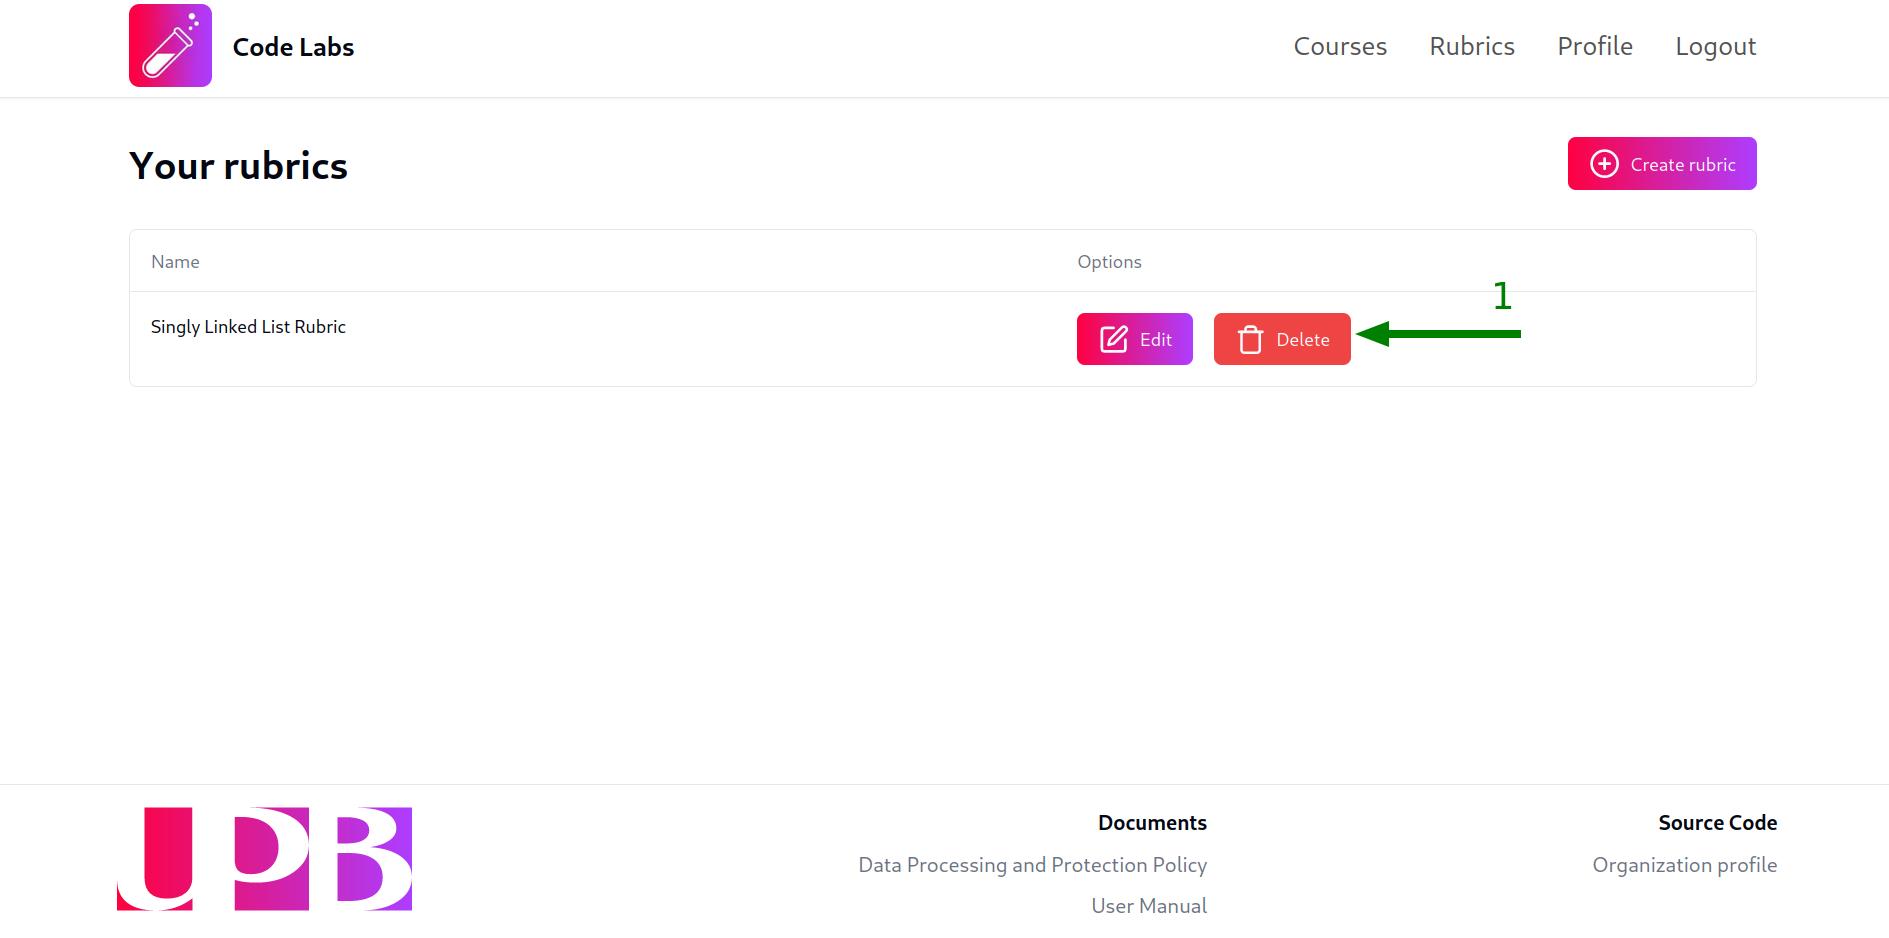 Code Labs
Courses Rubrics Profile Logout
Your rubrics
Create rubric
Name Options
1
Singly Linked List Rubric Edit Delete
UPB
Documents Source Code
Data Processing and Protection Policy Organization profile
User Manual